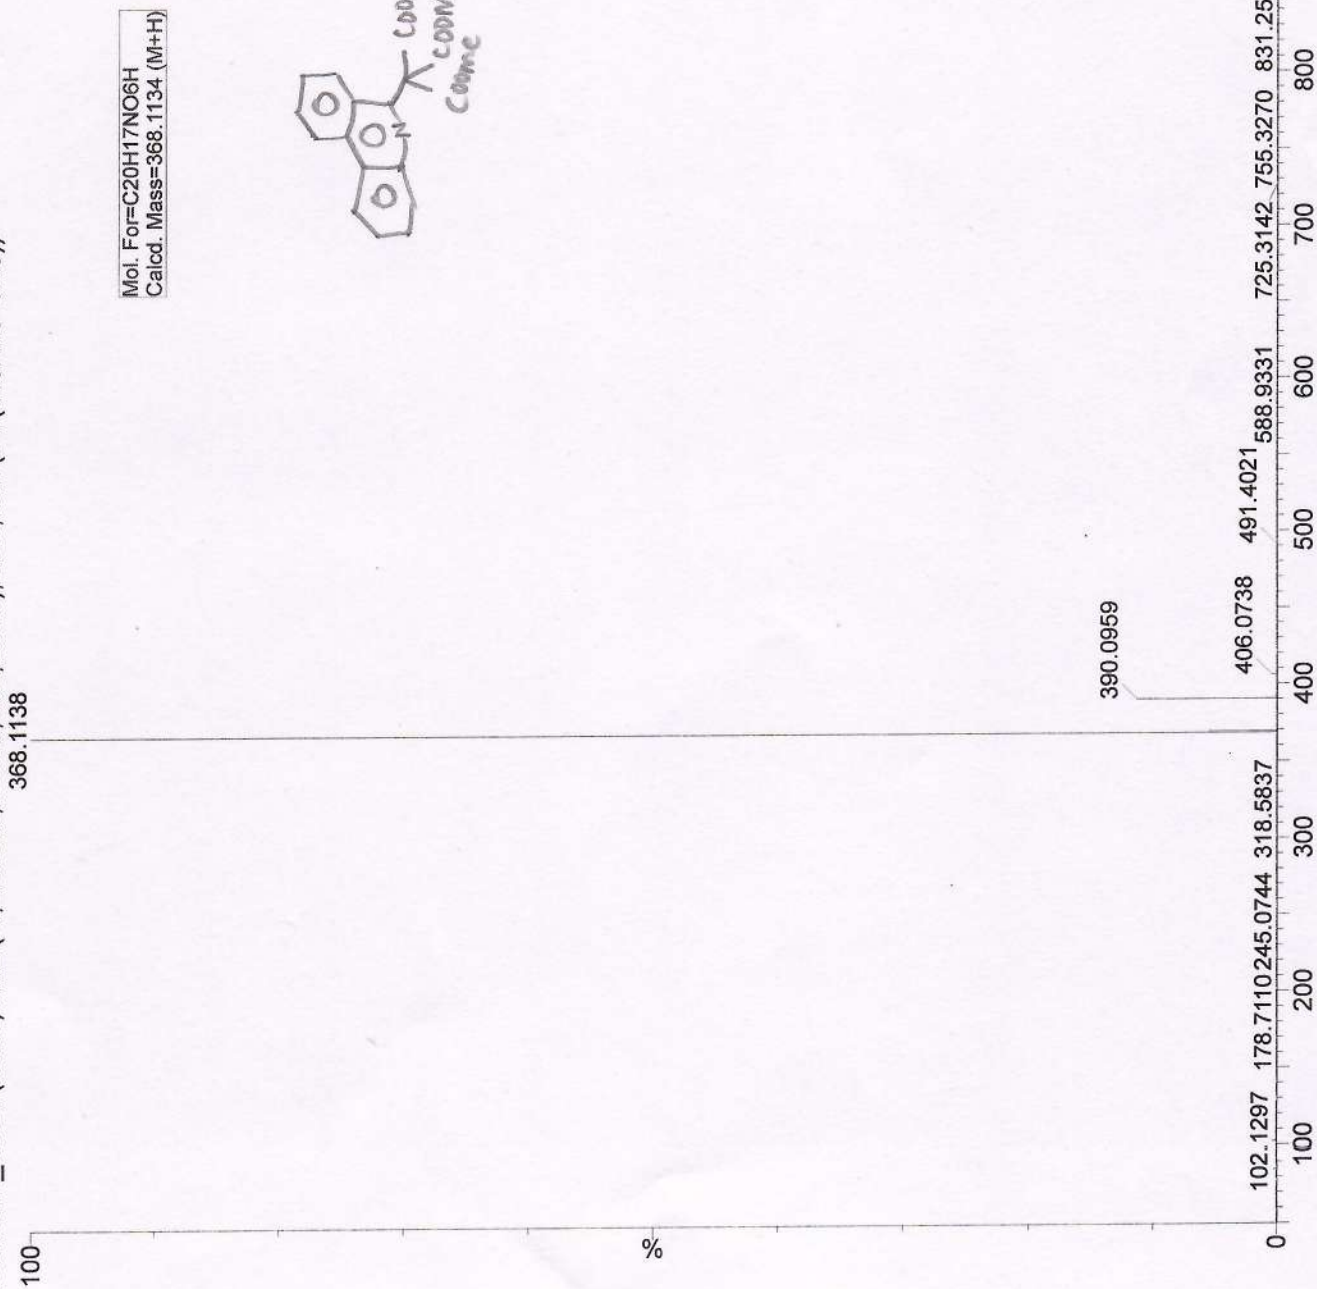 368.1138
100
Mol. For=C20H17NO6H
Calcd. Mass=368.1134 (M+H)
N
COOMe
%
390.0959
102.1297 178.7110 245.0744 318.5837 406.0738 491.4021 588.9331 725.3142 755.3270 831.25
0
100 200 300 400 500 600 700 800